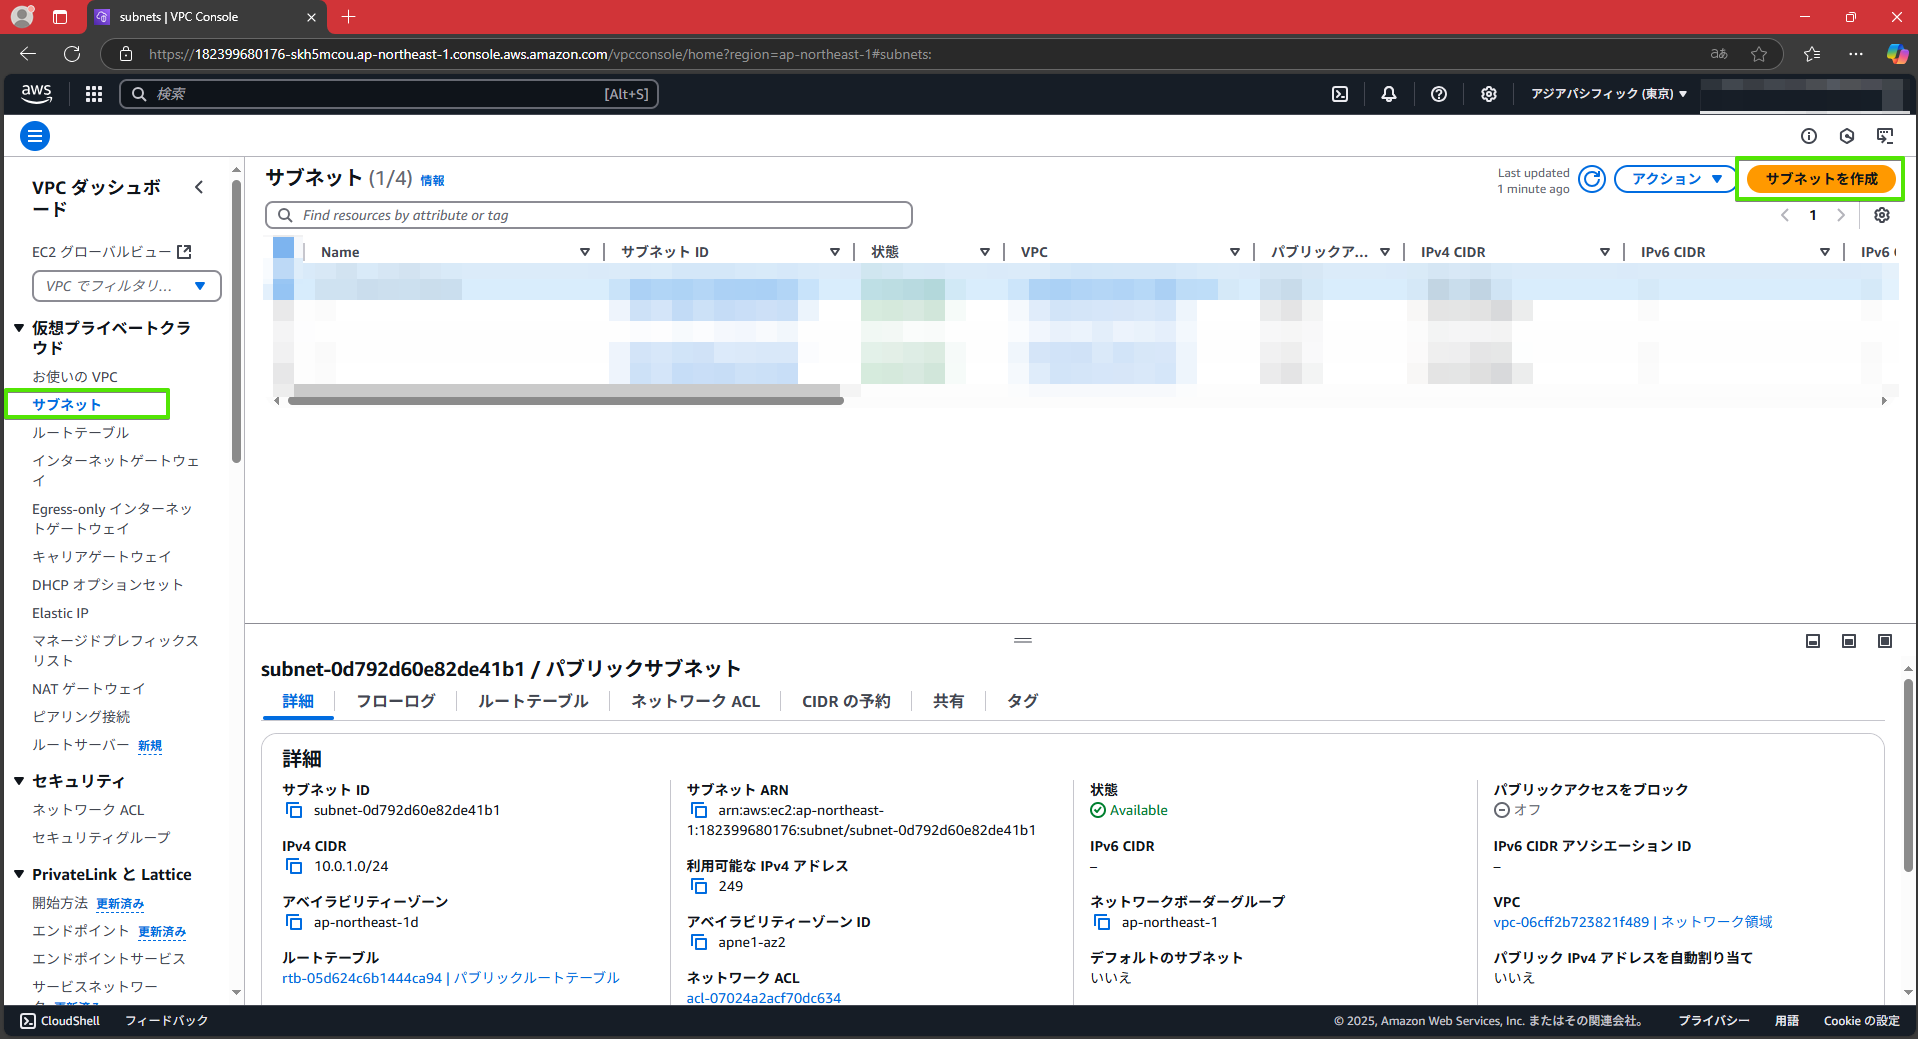 subnets | VPC Console
https://182399680176-skh5mcou.ap-northeast-1.console.aws.amazon.com/vpcconsole/home?region=ap-northeast-1#subnets:
aws
検索
[Alt+S]
アジアパシフィック (東京)
VPC ダッシュボ
ード
EC2 グローバルビュー
VPC でフィルタリ...
仮想プライベートクラ
ウド
お使いの VPC
サブネット
ルートテーブル
インターネットゲートウェ
イ
Egress-only インターネッ
トゲートウェイ
キャリアゲートウェイ
DHCP オプションセット
Elastic IP
マネージドプレフィックス
リスト
NAT ゲートウェイ
ピアリング接続
ルートサーバー 新規
セキュリティ
ネットワーク ACL
セキュリティグループ
PrivateLink と Lattice
開始方法 更新済み
エンドポイント 更新済み
エンドポイントサービス
サービスネットワー
ク 更新済み
サブネット (1/4) 情報
Last updated
1 minute ago
アクション
サブネットを作成
Find resources by attribute or tag
1
Name
サブネット ID
状態
VPC
パブリックア...
IPv4 CIDR
IPv6 CIDR
IPv6
subnet-0d792d60e82de41b1 / パブリックサブネット
詳細
フローログ
ルートテーブル
ネットワーク ACL
CIDR の予約
共有
タグ
詳細
サブネット ID
subnet-0d792d60e82de41b1
IPv4 CIDR
10.0.1.0/24
アベイラビリティーゾーン
ap-northeast-1d
ルートテーブル
rtb-05d624c6b1444ca94 | パブリックルートテーブル
サブネット ARN
arn:aws:ec2:ap-northeast-
1:182399680176:subnet/subnet-0d792d60e82de41b1
利用可能な IPv4 アドレス
249
アベイラビリティーゾーン ID
apne1-az2
ネットワーク ACL
acl-07024a2acf70dc634
状態
Available
IPv6 CIDR
–
ネットワークボーダーグループ
ap-northeast-1
デフォルトのサブネット
いいえ
パブリックアクセスをブロック
オフ
IPv6 CIDR アソシエーション ID
–
VPC
vpc-06cff2b723821f489 | ネットワーク領域
パブリック IPv4 アドレスを自動割り当て
いいえ
CloudShell
フィードバック
© 2025, Amazon Web Services, Inc. またはその関連会社。
プライバシー
用語
Cookie の設定